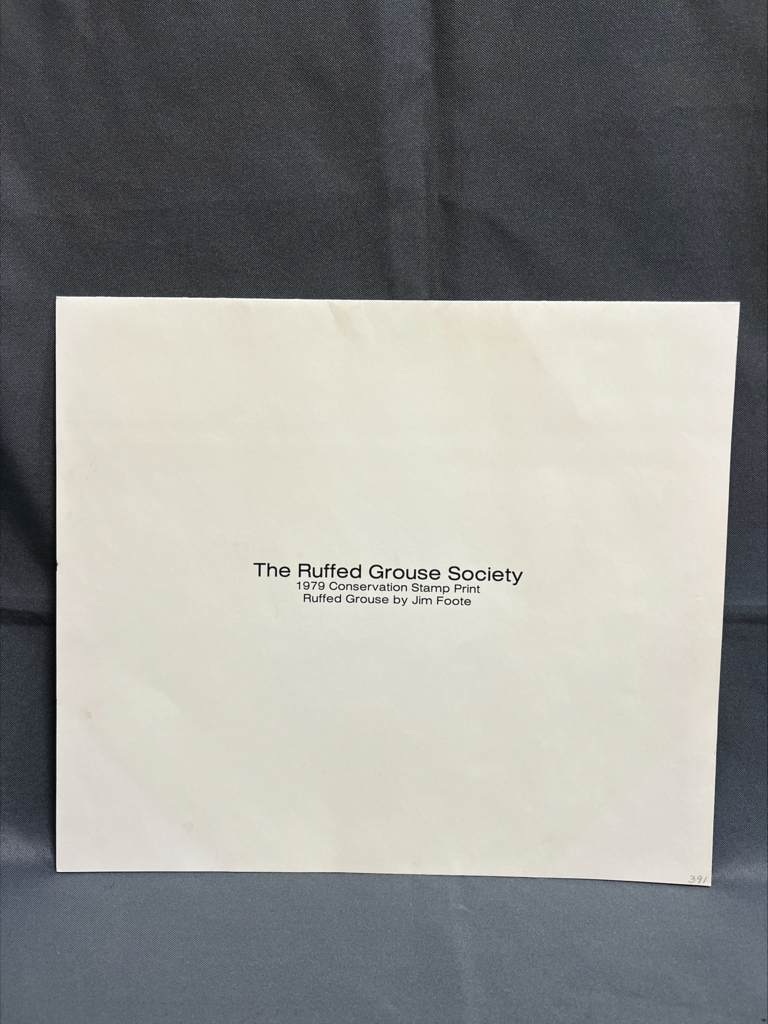 The Ruffed Grouse Society
1979 Conservation Stamp Print
Ruffed Grouse by Jim Foote
391